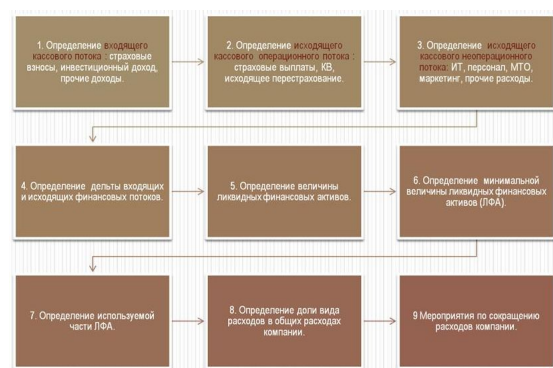 1. Определение входящего
кассового потока : страховые
взносы, инвестиционный доход,
прочие доходы.
2. Определение исходящего
кассового операционного потока :
страховые выплаты, КВ,
исходящее перестрахование.
3. Определение исходящего
кассового неоперационного
потока: ИТ, персонал, МТО,
маркетинг, прочие расходы.
4. Определение дельты входящих
и исходящих финансовых потоков.
5. Определение величины
ликвидных финансовых активов.
6. Определение минимальной
величины ликвидных финансовых
активов (ЛФА).
7. Определение используемой
части ЛФА.
8. Определение доли вида
расходов в общих расходах
компании.
9 Мероприятия по сокращению
расходов компании.